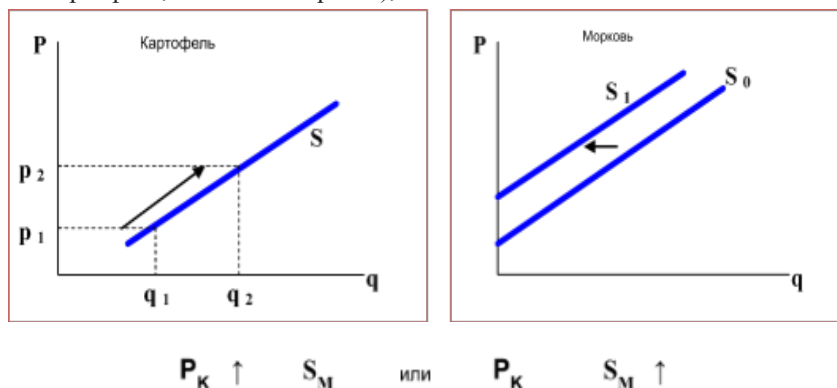 P Картофель
S
p 2
p 1
q 1 q 2 q
P Морковь
S 1 S 0
q
P K ↑ S M или P K S M ↑